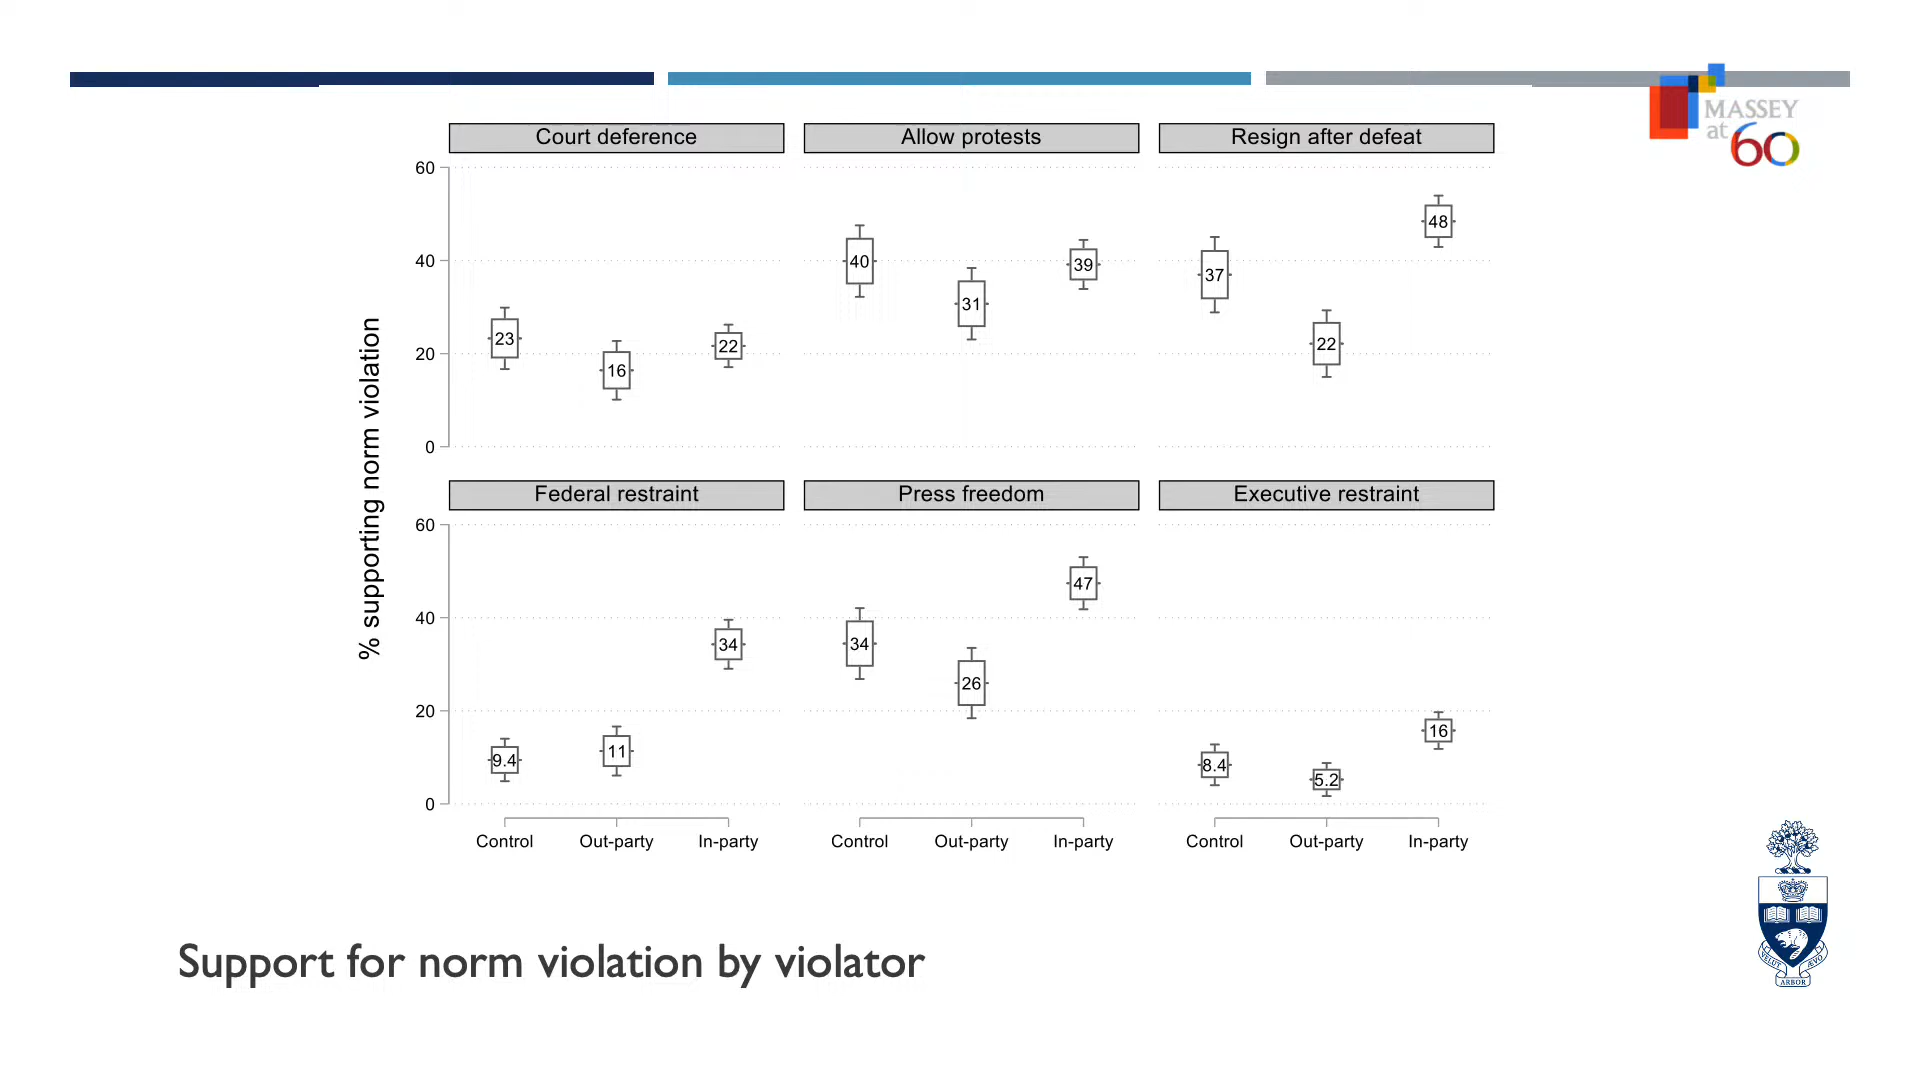 MASSEY
at 60
Court deference
Allow protests
Resign after defeat
% supporting norm violation
60
40
20
0
23
16
22
40
31
39
37
22
48
Federal restraint
Press freedom
Executive restraint
60
40
20
0
9.4
11
34
34
26
47
8.4
5.2
16
Control Out-party In-party
Control Out-party In-party
Control Out-party In-party
Support for norm violation by violator
VELUT ÆVO
ARBOR